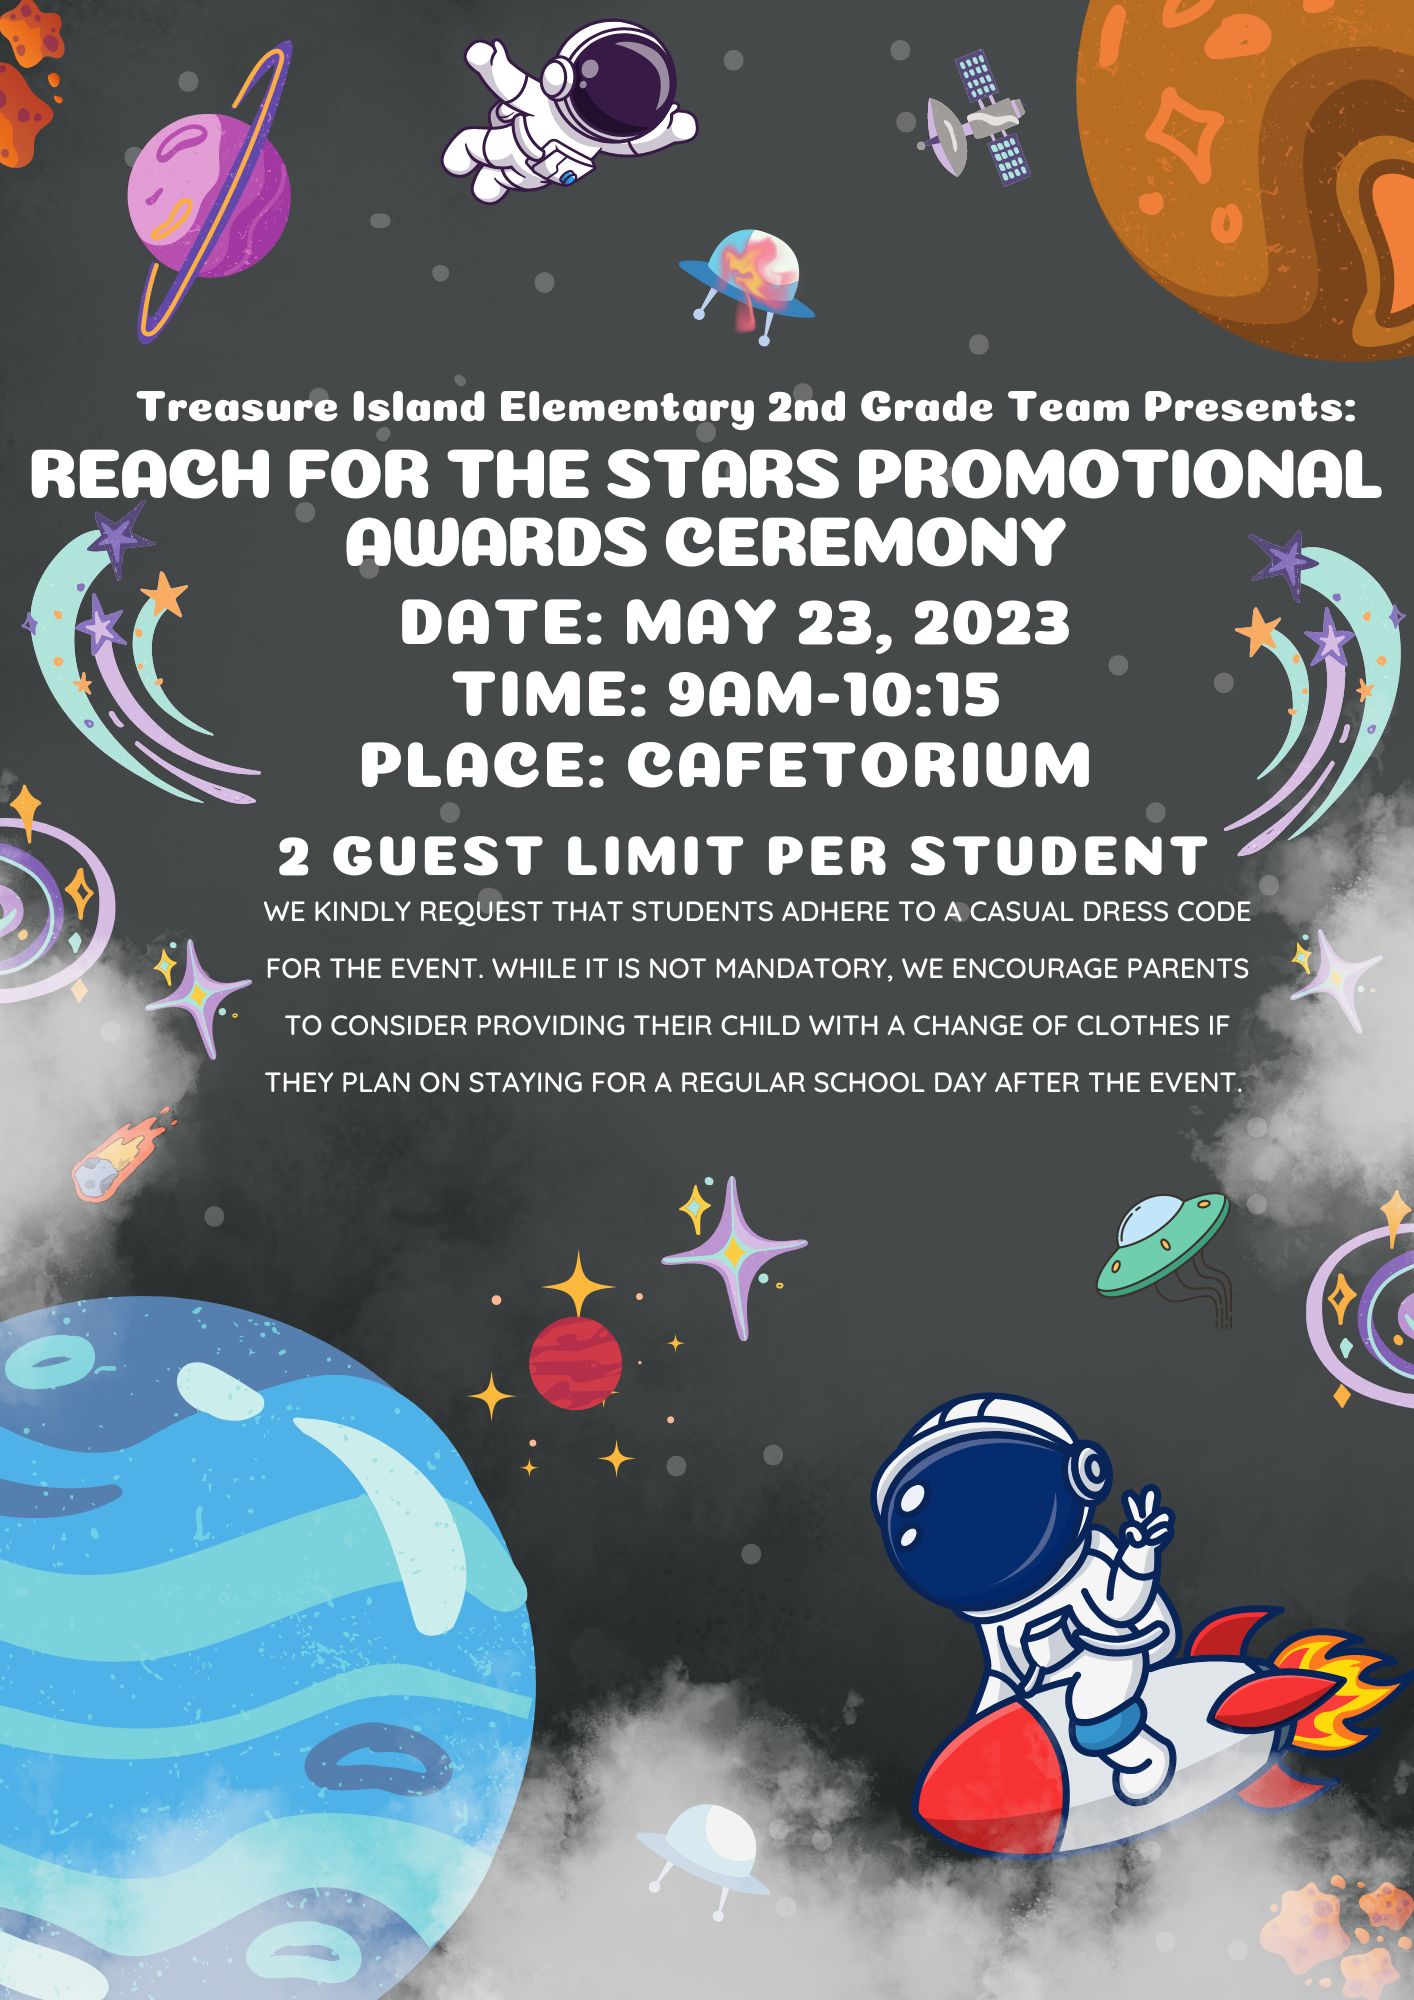 Treasure Island Elementary 2nd Grade Team Presents:
REACH FOR THE STARS PROMOTIONAL
AWARDS CEREMONY
DATE: MAY 23, 2023
TIME: 9AM-10:15
PLACE: CAFETORIUM
2 GUEST LIMIT PER STUDENT
WE KINDLY REQUEST THAT STUDENTS ADHERE TO A CASUAL DRESS CODE
FOR THE EVENT. WHILE IT IS NOT MANDATORY, WE ENCOURAGE PARENTS
TO CONSIDER PROVIDING THEIR CHILD WITH A CHANGE OF CLOTHES IF
THEY PLAN ON STAYING FOR A REGULAR SCHOOL DAY AFTER THE EVENT.